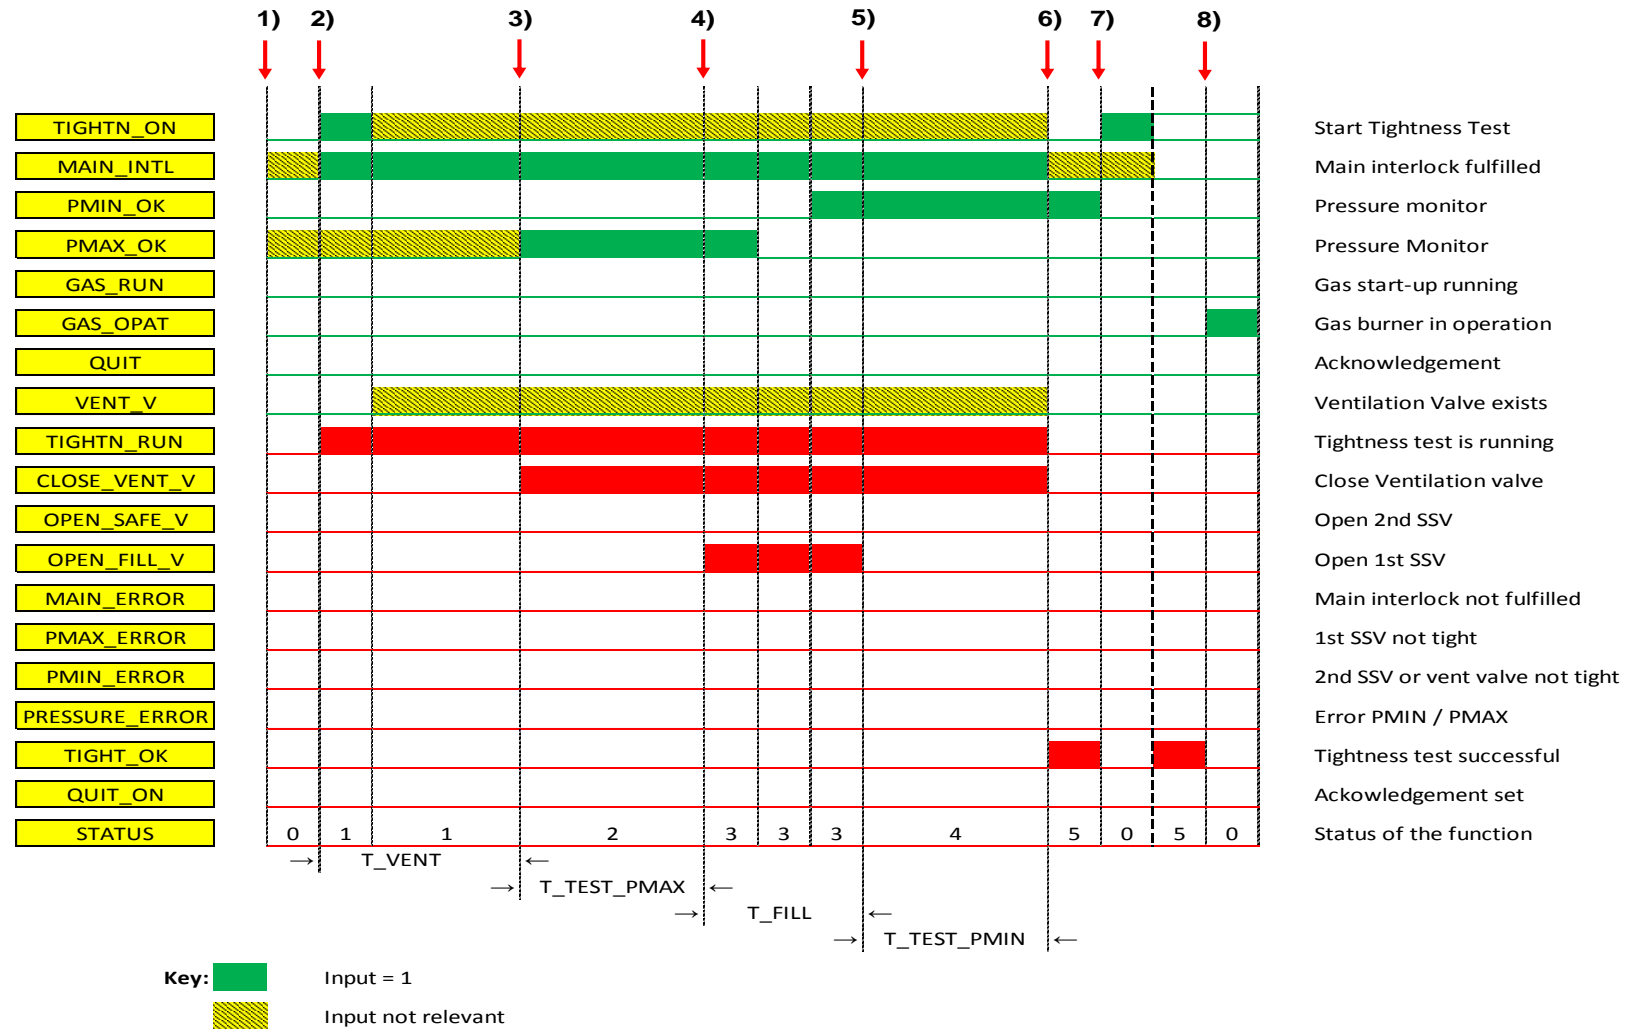 1) 2) 3) 4) 5) 6) 7) 8)
TIGHTN_ON Start Tightness Test
MAIN_INTL Main interlock fulfilled
PMIN_OK Pressure monitor
PMAX_OK Pressure Monitor
GAS_RUN Gas start-up running
GAS_OPAT Gas burner in operation
QUIT Acknowledgement
VENT_V Ventilation Valve exists
TIGHTN_RUN Tightness test is running
CLOSE_VENT_V Close Ventilation valve
OPEN_SAFE_V Open 2nd SSV
OPEN_FILL_V Open 1st SSV
MAIN_ERROR Main interlock not fulfilled
PMAX_ERROR 1st SSV not tight
PMIN_ERROR 2nd SSV or vent valve not tight
PRESSURE_ERROR Error PMIN / PMAX
TIGHT_OK Tightness test successful
QUIT_ON Ackowledgement set
STATUS 0 1 1 2 3 3 3 4 5 0 5 0 Status of the function
→ T_VENT ←
→ T_TEST_PMAX ←
→ T_FILL ←
→ T_TEST_PMIN ←
Key: Input = 1
Input not relevant